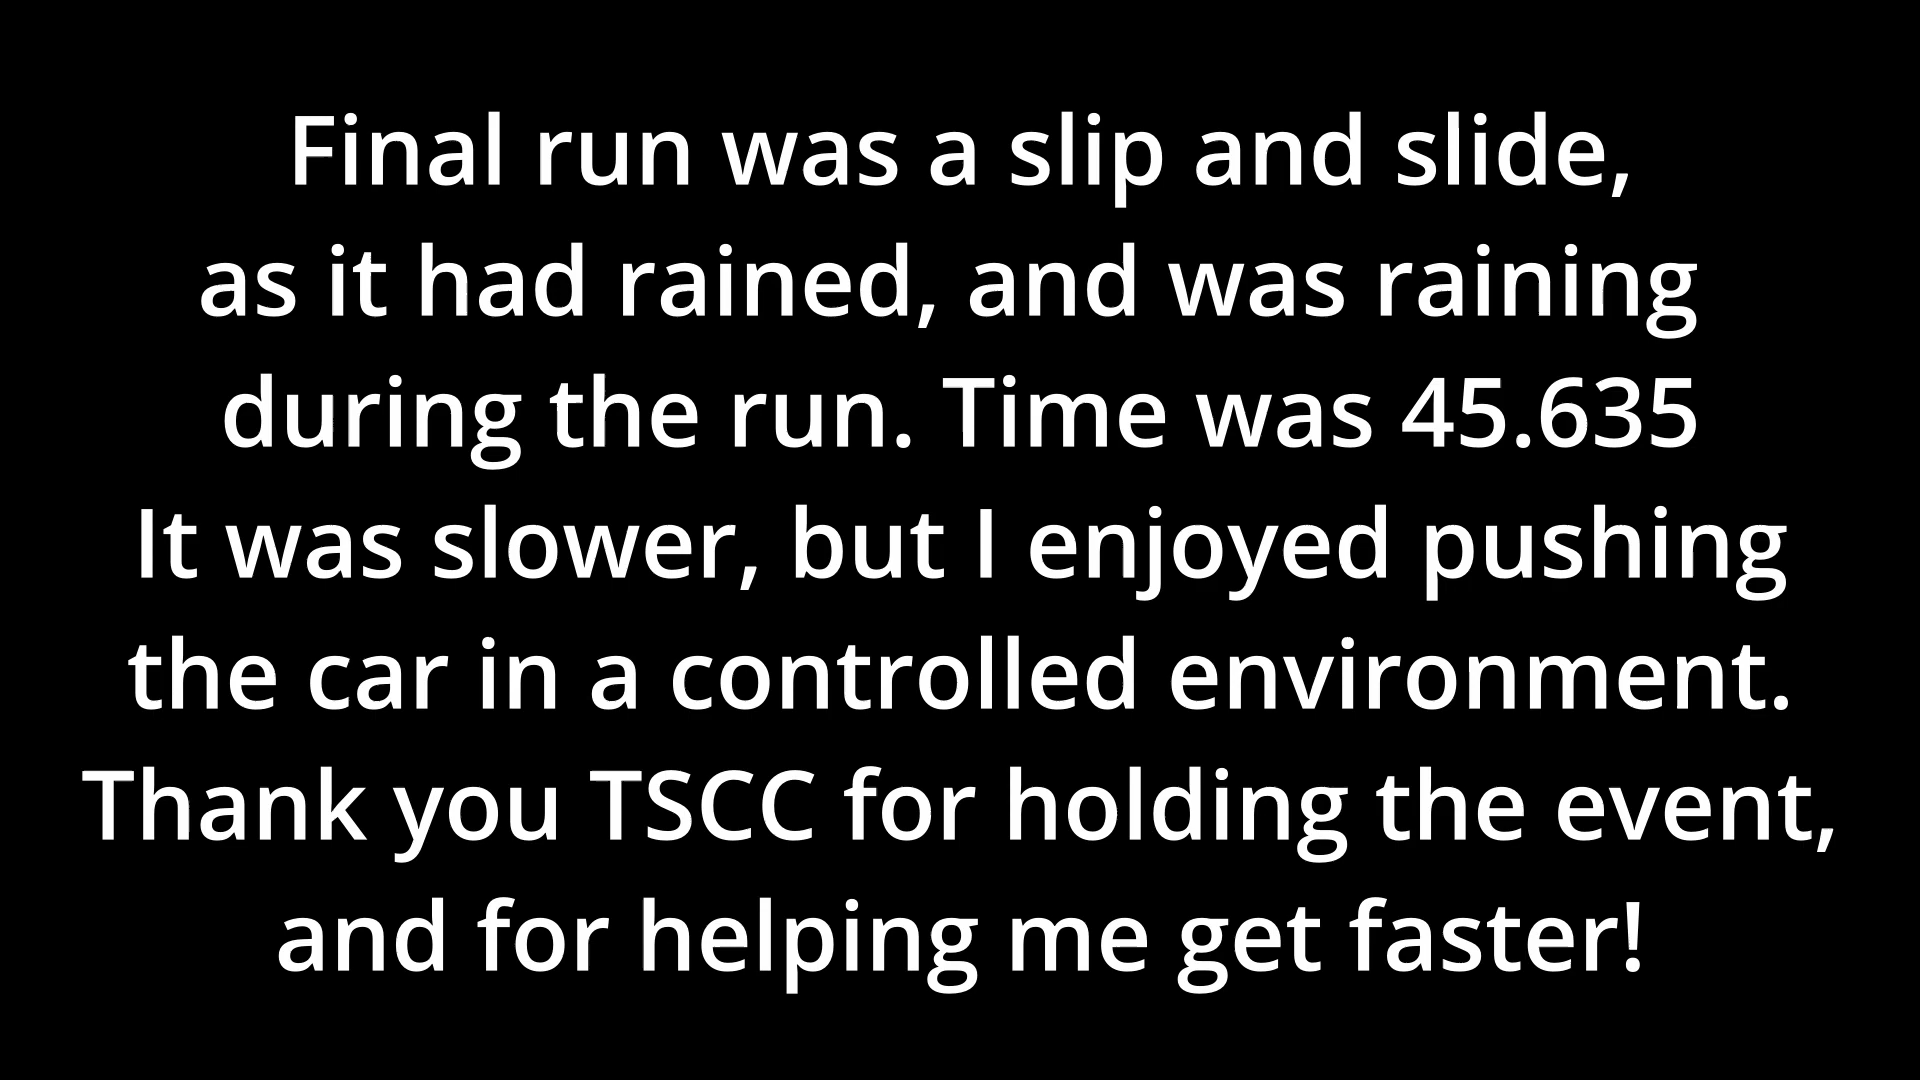 Final run was a slip and slide,
as it had rained, and was raining
during the run. Time was 45.635
It was slower, but I enjoyed pushing
the car in a controlled environment.
Thank you TSCC for holding the event,
and for helping me get faster!